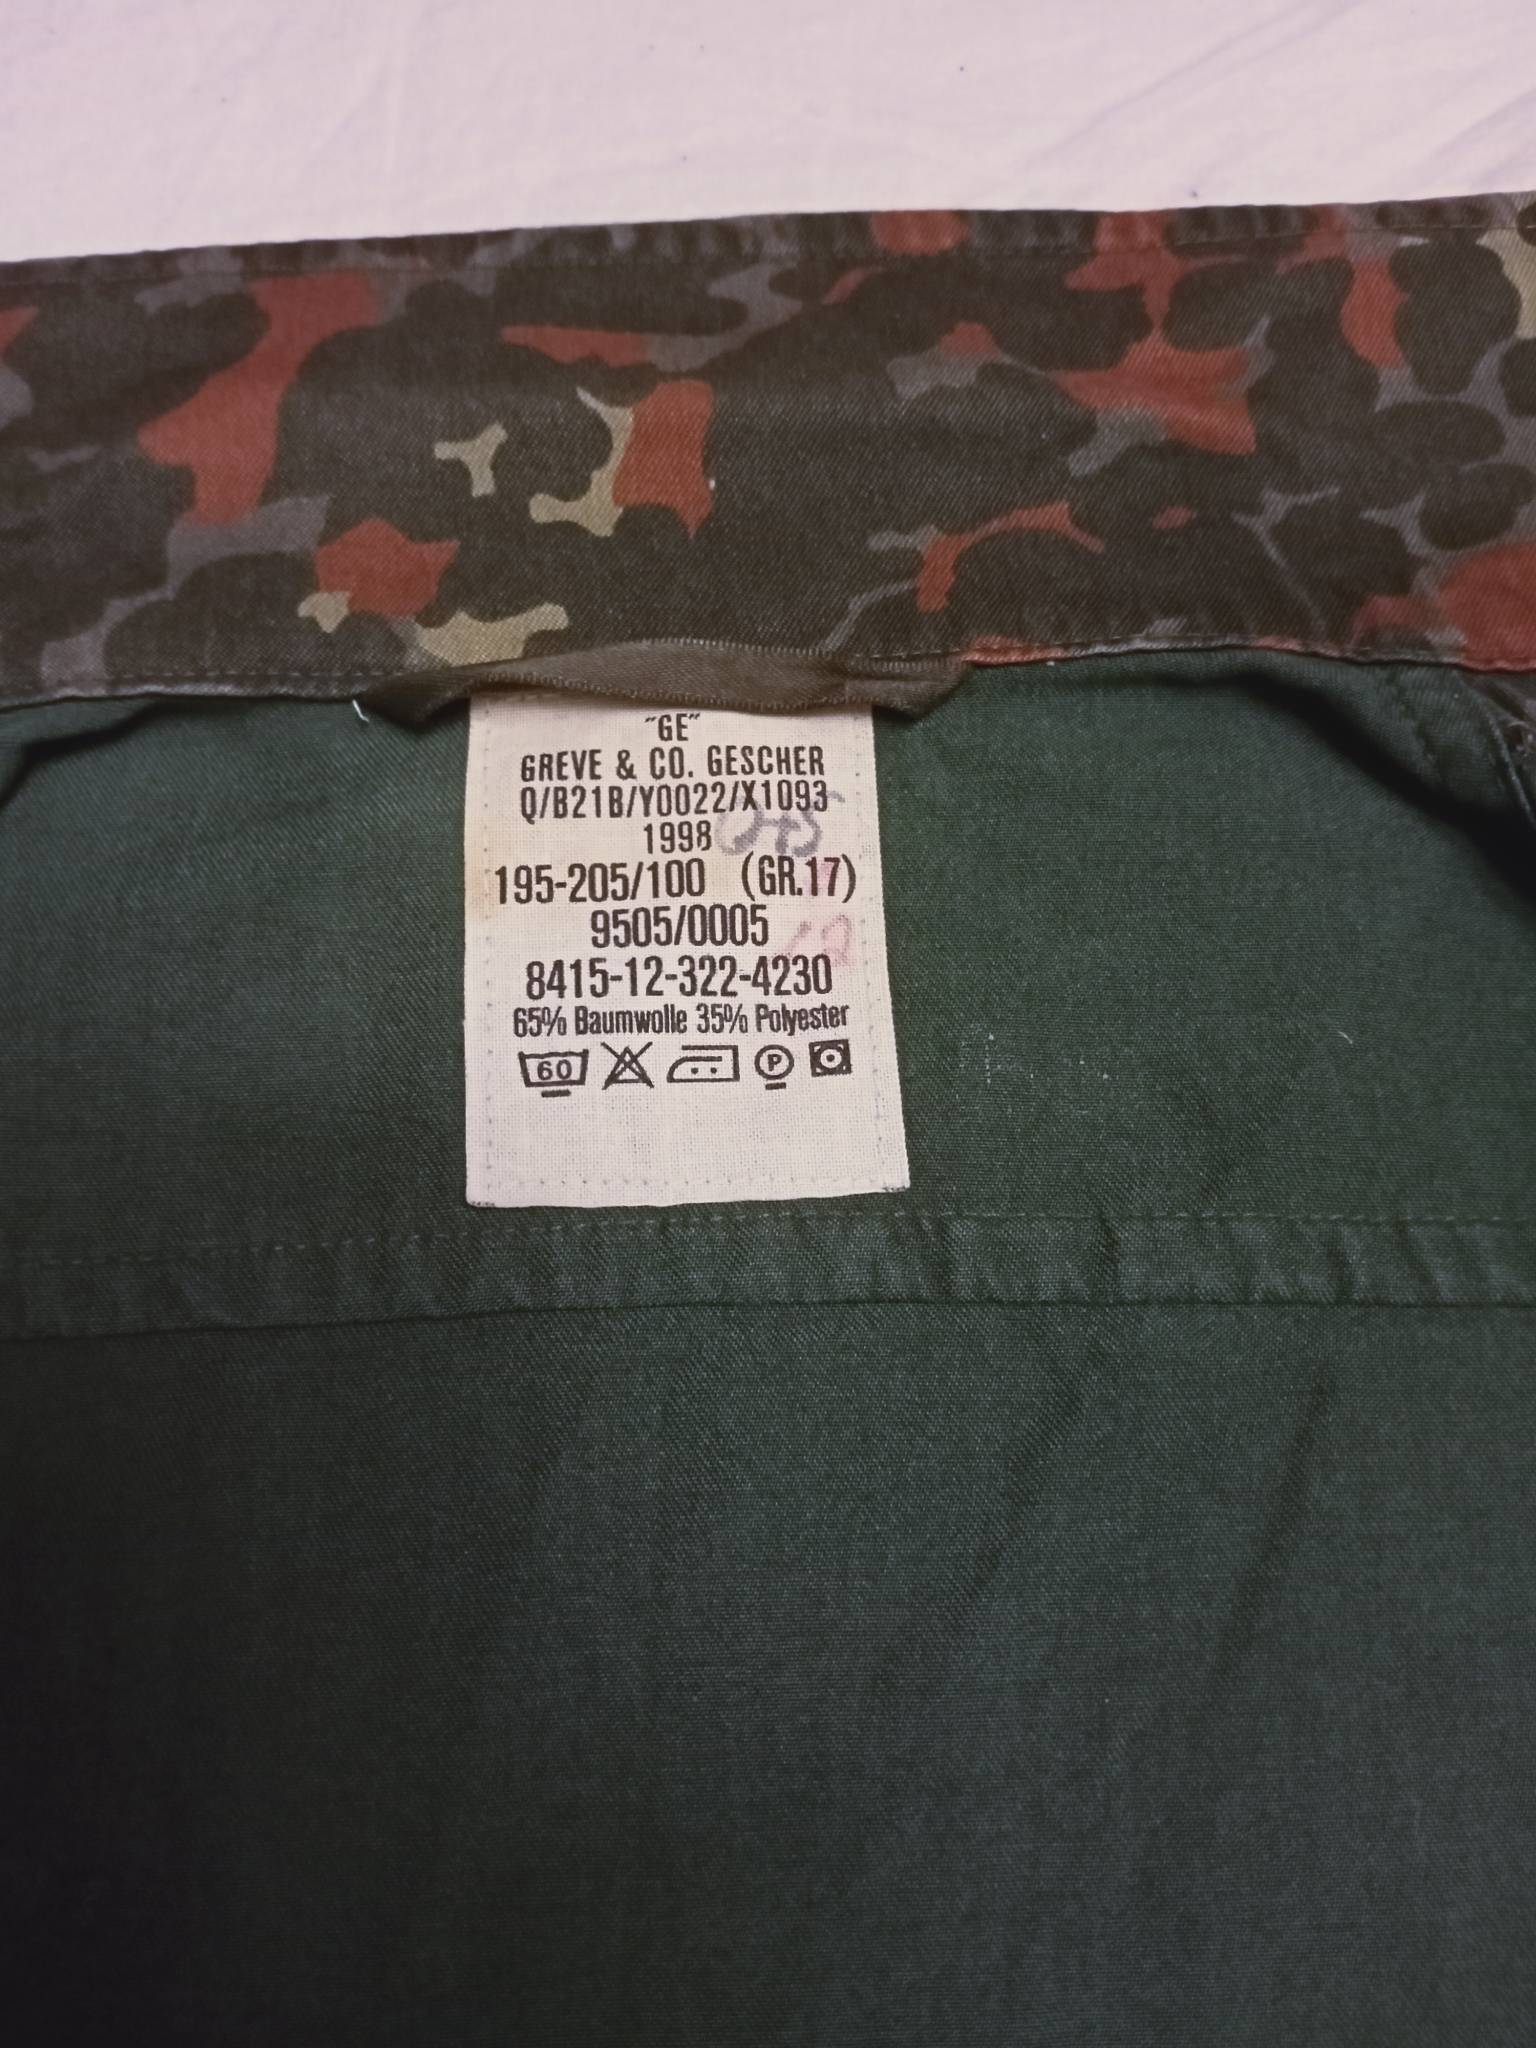 "GE"
GREVE & CO. GESCHER
Q/B21B/Y0022/X1093
1998
195-205/100 (GR.17)
9505/0005
8415-12-322-4230
65% Baumwolle 35% Polyester
60 P